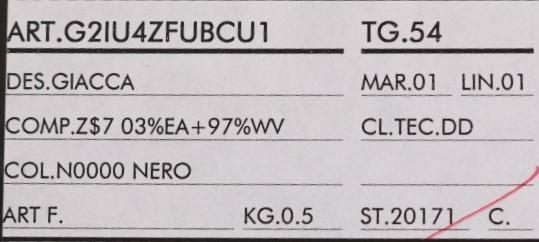 ART.G2IU4ZFUBCU1 TG.54
DES.GIACCA MAR.01 LIN.01
COMP.Z$7 03%EA+97%WV CL.TEC.DD
COL.N0000 NERO
ART F. KG.0.5 ST.20171 C.